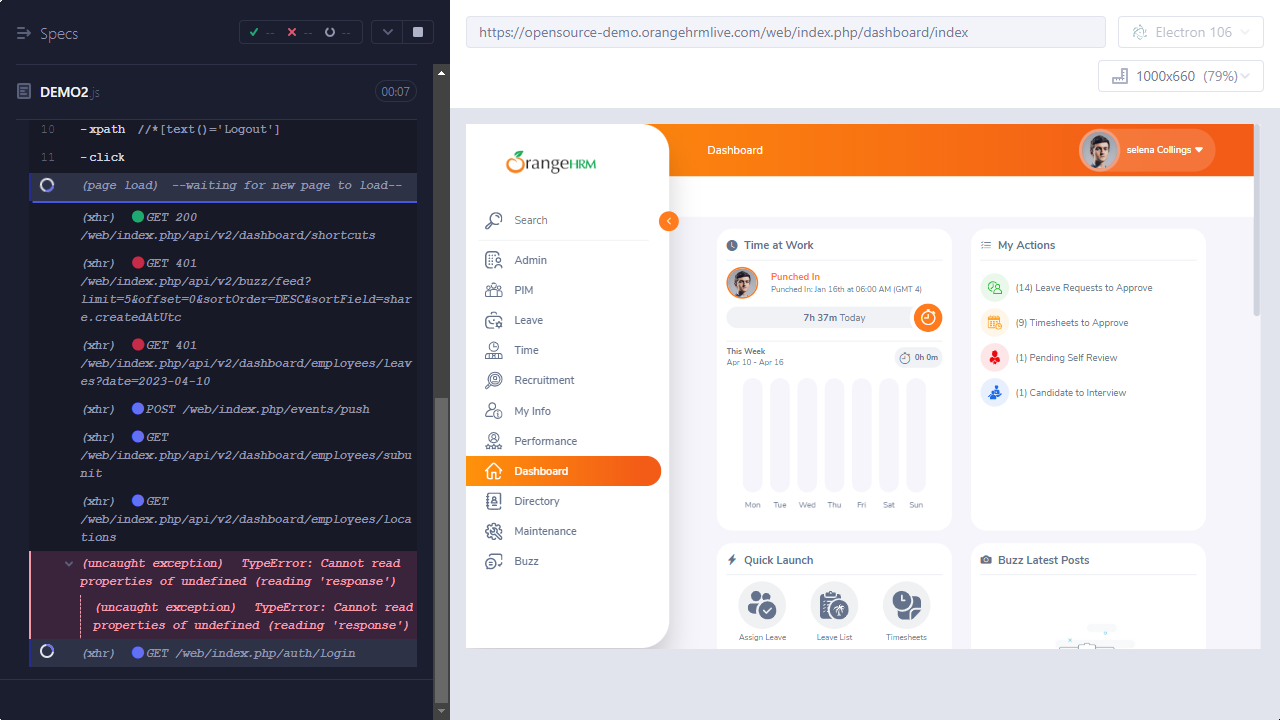 Specs
-- -- --
DEMO2.js
00:07
10 -xpath //*[text()='Logout']
11 -click
(page load) --waiting for new page to load--
(xhr) GET 200
/web/index.php/api/v2/dashboard/shortcuts
(xhr) GET 401
/web/index.php/api/v2/buzz/feed?
limit=5&offset=0&sortOrder=DESC&sortField=shar
e.createdAtUtc
(xhr) GET 401
/web/index.php/api/v2/dashboard/employees/leav
es?date=2023-04-10
(xhr) POST /web/index.php/events/push
(xhr) GET
/web/index.php/api/v2/dashboard/employees/subu
nit
(xhr) GET
/web/index.php/api/v2/dashboard/employees/loca
tions
(uncaught exception) TypeError: Cannot read
properties of undefined (reading 'response')
(uncaught exception) TypeError: Cannot read
properties of undefined (reading 'response')
(xhr) GET /web/index.php/auth/login
https://opensource-demo.orangehrmlive.com/web/index.php/dashboard/index
Electron 106
1000x660 (79%)
OrangeHRM
Dashboard
selena Collings
Search
Admin
PIM
Leave
Time
Recruitment
My Info
Performance
Dashboard
Directory
Maintenance
Buzz
Time at Work
Punched In
Punched In: Jan 16th at 06:00 AM (GMT 4)
7h 37m Today
This Week
Apr 10 - Apr 16
0h 0m
Mon Tue Wed Thu Fri Sat Sun
My Actions
(14) Leave Requests to Approve
(9) Timesheets to Approve
(1) Pending Self Review
(1) Candidate to Interview
Quick Launch
Assign Leave
Leave List
Timesheets
Buzz Latest Posts